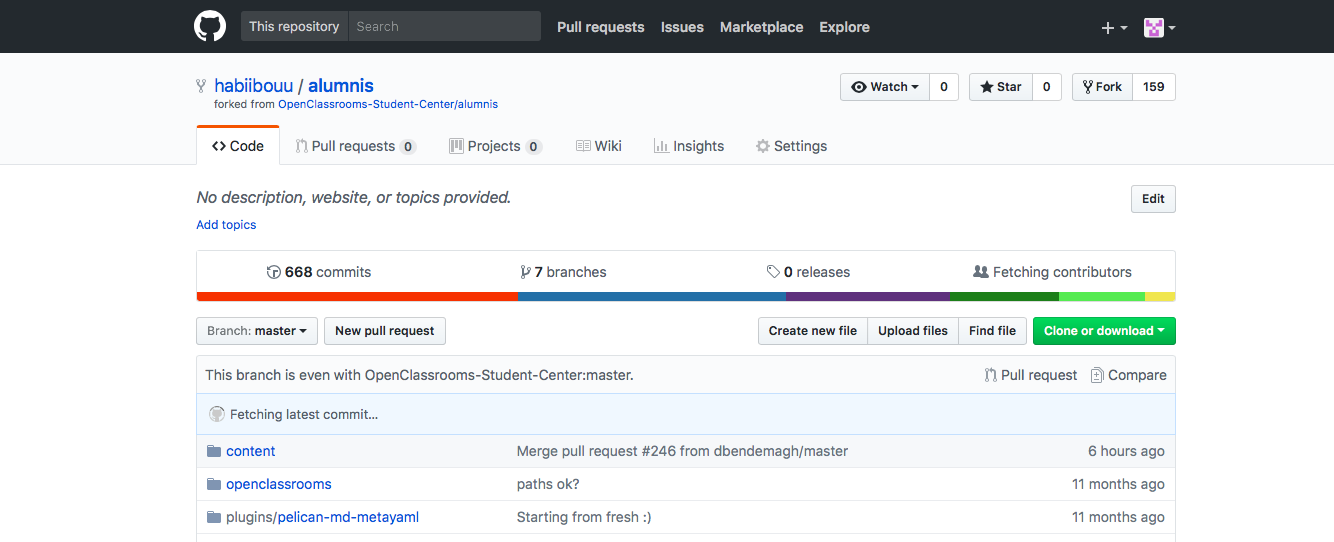 This repository Search Pull requests Issues Marketplace Explore
habiibouu / alumnis Watch 0 Star 0 Fork 159
forked from OpenClassrooms-Student-Center/alumnis
Code Pull requests 0 Projects 0 Wiki Insights Settings
No description, website, or topics provided. Edit
Add topics
668 commits 7 branches 0 releases Fetching contributors
Branch: master New pull request Create new file Upload files Find file Clone or download
This branch is even with OpenClassrooms-Student-Center:master. Pull request Compare
Fetching latest commit...
content Merge pull request #246 from dbendemagh/master 6 hours ago
openclassrooms paths ok? 11 months ago
plugins/pelican-md-metayaml Starting from fresh :) 11 months ago